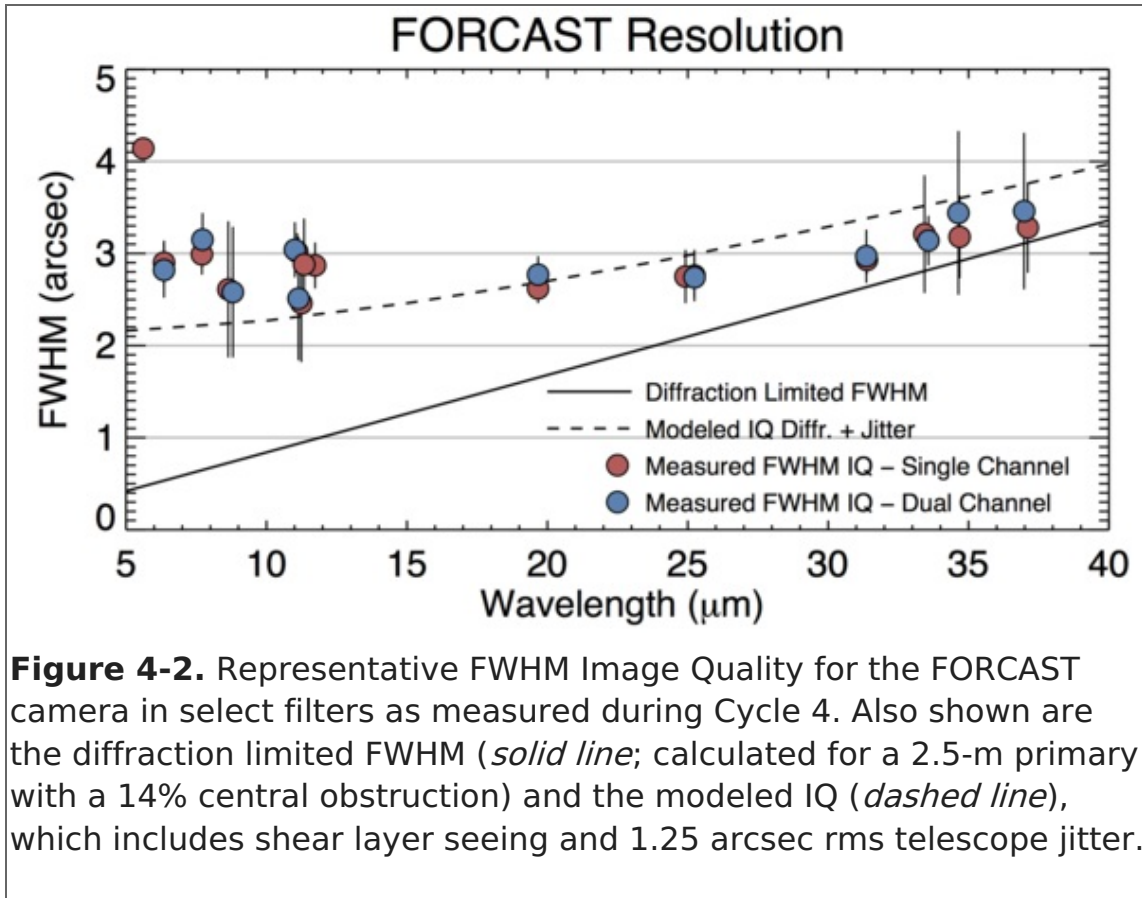 FORCAST Resolution
5
4
3
2
1
0
FWHM (arcsec)
Diffraction Limited FWHM
Modeled IQ Diffr. + Jitter
Measured FWHM IQ – Single Channel
Measured FWHM IQ – Dual Channel
5 10 15 20 25 30 35 40
Wavelength (μm)
Figure 4-2. Representative FWHM Image Quality for the FORCAST
camera in select filters as measured during Cycle 4. Also shown are
the diffraction limited FWHM (solid line; calculated for a 2.5-m primary
with a 14% central obstruction) and the modeled IQ (dashed line),
which includes shear layer seeing and 1.25 arcsec rms telescope jitter.